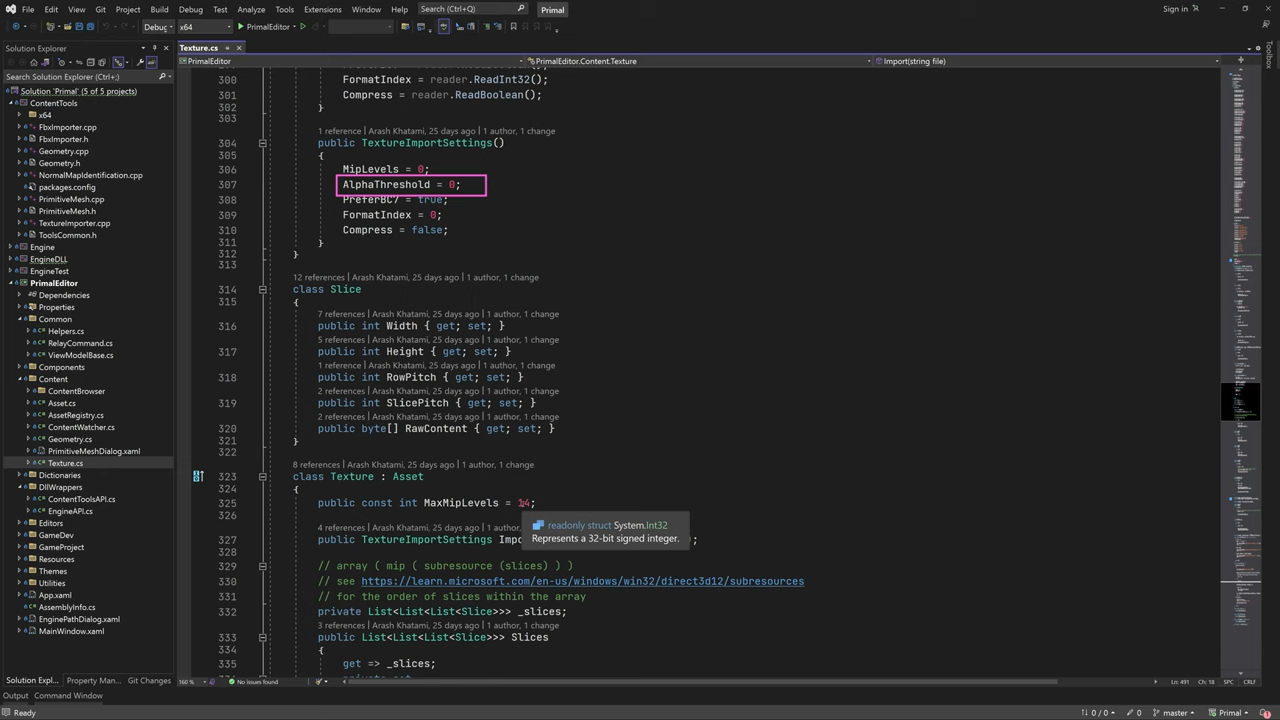 File Edit View Git Project Build Debug Test Analyze Tools Extensions Window Help Search (Ctrl+Q) Primal Sign in
Debug x64 PrimalEditor
Solution Explorer
Search Solution Explorer (Ctrl+;)
Solution 'Primal' (5 of 5 projects)
ContentTools
x64
FbxImporter.cpp
FbxImporter.h
Geometry.cpp
Geometry.h
NormalMapIdentification.cpp
packages.config
PrimitiveMesh.cpp
PrimitiveMesh.h
TextureImporter.cpp
ToolsCommon.h
Engine
EngineDLL
EngineTest
PrimalEditor
Dependencies
Properties
Common
Helpers.cs
RelayCommand.cs
ViewModelBase.cs
Components
Content
ContentBrowser
Asset.cs
AssetRegistry.cs
ContentWatcher.cs
Geometry.cs
PrimitiveMeshDialog.xaml
Texture.cs
Dictionaries
DllWrappers
ContentToolsAPI.cs
EngineAPI.cs
Editors
GameDev
GameProject
Resources
Themes
Utilities
App.xaml
AssemblyInfo.cs
EnginePathDialog.xaml
MainWindow.xaml
Solution Expl... Property Man... Git Changes
Texture.cs
PrimalEditor PrimalEditor.Content.Texture Import(string file)
300 FormatIndex = reader.ReadInt32();
301 Compress = reader.ReadBoolean();
302 }
303
1 reference | Arash Khatami, 25 days ago | 1 author, 1 change
304 public TextureImportSettings()
305 {
306 MipLevels = 0;
307 AlphaThreshold = 0;
308 PreferBC7 = true;
309 FormatIndex = 0;
310 Compress = false;
311 }
312 }
313
12 references | Arash Khatami, 25 days ago | 1 author, 1 change
314 class Slice
315 {
7 references | Arash Khatami, 25 days ago | 1 author, 1 change
316 public int Width { get; set; }
5 references | Arash Khatami, 25 days ago | 1 author, 1 change
317 public int Height { get; set; }
1 reference | Arash Khatami, 25 days ago | 1 author, 1 change
318 public int RowPitch { get; set; }
2 references | Arash Khatami, 25 days ago | 1 author, 1 change
319 public int SlicePitch { get; set; }
2 references | Arash Khatami, 25 days ago | 1 author, 1 change
320 public byte[] RawContent { get; set; }
321 }
322
8 references | Arash Khatami, 25 days ago | 1 author, 1 change
323 class Texture : Asset
324 {
325 public const int MaxMipLevels = 14;
326
readonly struct System.Int32
Represents a 32-bit signed integer.
4 references | Arash Khatami, 25 days ago | 1 author, 1 change
327 public TextureImportSettings Impo
329 // array ( mip ( subresource (slices) ) )
330 // see https://learn.microsoft.com/en-us/windows/win32/direct3d12/subresources
331 // for the order of slices within the array
332 private List<List<List<Slice>>> _slices;
3 references | Arash Khatami, 25 days ago | 1 author, 1 change
333 public List<List<List<Slice>>> Slices
334 {
335 get => _slices;
160 % No issues found Ln: 491 Ch: 18 SPC CRLF
Toolbox
Output Command Window
Ready 0 / 0 0 master Primal